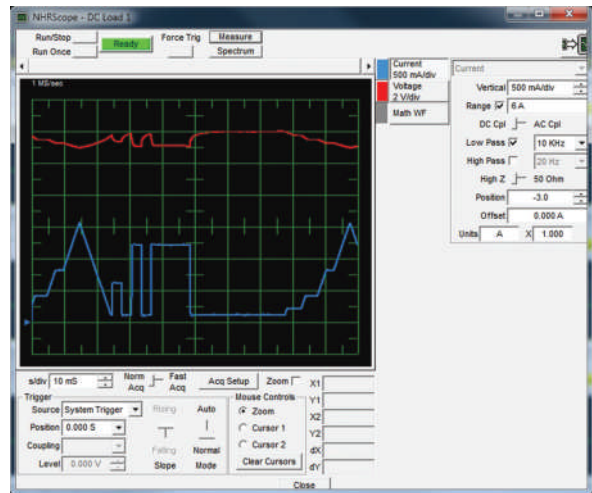 NHRScope - DC Load 1
Run/Stop
Ready
Force Trig
Measure
Run Once
Spectrum
1 MS/sec
Current
500 mA/div
Voltage
2 V/div
Math WF
Current
Vertical 500 mA/div
Range 6 A
DC Cpl AC Cpl
Low Pass 10 KHz
High Pass 20 Hz
High Z 50 Ohm
Position -3.0
Offset 0.000 A
Units A X 1.000
s/div 10 mS
Norm Acq
Fast Acq
Acq Setup
Zoom
Trigger
Source System Trigger
Rising
Auto
Position 0.000 S
Coupling
Falling
Normal
Level 0.000 V
Slope
Mode
Mouse Controls
Zoom
Cursor 1
Cursor 2
Clear Cursors
X1
Y1
X2
Y2
dX
dY
Close